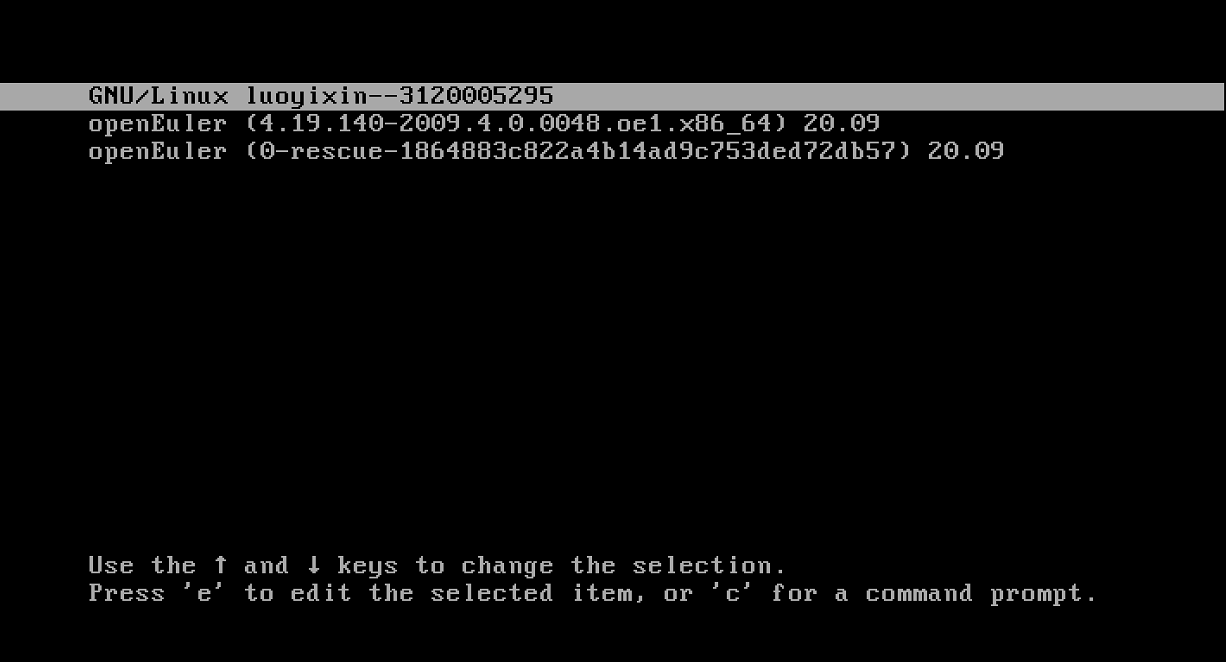 GNU/Linux luoyixin--3120005295
openEuler (4.19.140-2009.4.0.0048.oe1.x86_64) 20.09
openEuler (0-rescue-1864883c822a4b14ad9c753ded72db57) 20.09
Use the ↑ and ↓ keys to change the selection.
Press 'e' to edit the selected item, or 'c' for a command prompt.